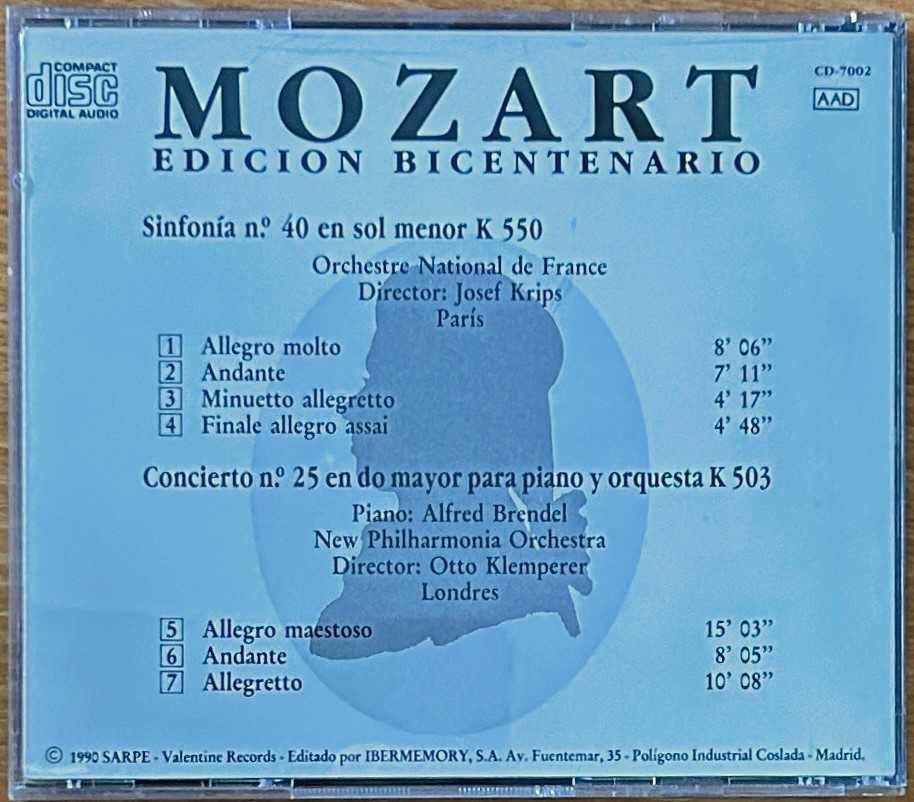 COMPACT
disc
DIGITAL AUDIO
MOZART
EDICION BICENTENARIO
CD-7002
AAD
Sinfonía n.º 40 en sol menor K 550
Orchestre National de France
Director: Josef Krips
París
1 Allegro molto 8’ 06”
2 Andante 7’ 11”
3 Minuetto allegretto 4’ 17”
4 Finale allegro assai 4’ 48”
Concierto n.º 25 en do mayor para piano y orquesta K 503
Piano: Alfred Brendel
New Philharmonia Orchestra
Director: Otto Klemperer
Londres
5 Allegro maestoso 15’ 03”
6 Andante 8’ 05”
7 Allegretto 10’ 08”
© 1990 SARPE - Valentine Records - Editado por IBERMEMORY, S.A. Av. Fuentemar, 35 - Polígono Industrial Coslada - Madrid.